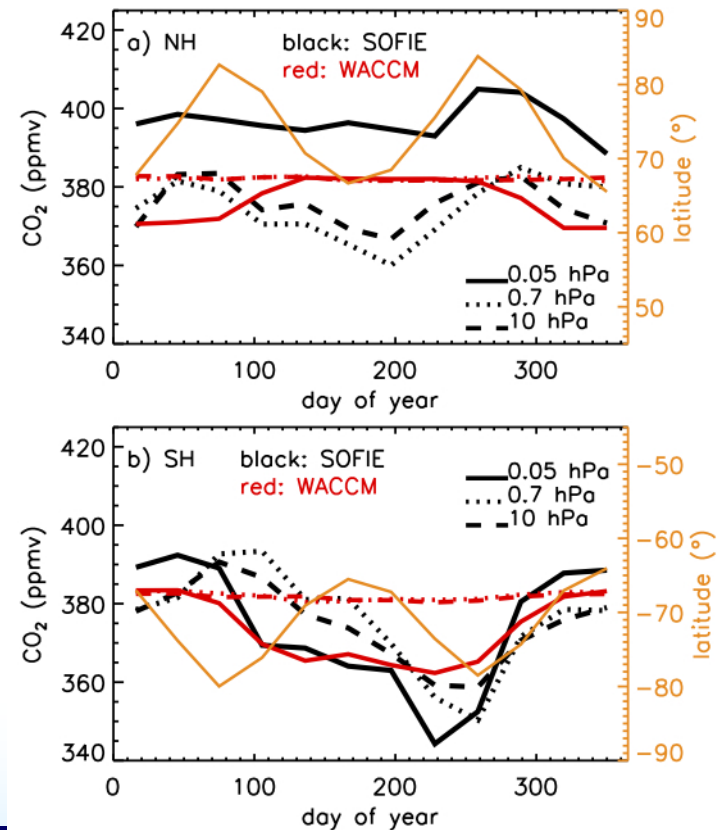 a) NH black: SOFIE
red: WACCM
420
400
380
360
340
CO₂ (ppmv)
90
80
70
60
50
latitude (°)
0.05 hPa
0.7 hPa
10 hPa
0 100 200 300
day of year
b) SH black: SOFIE
red: WACCM
420
400
380
360
340
CO₂ (ppmv)
-50
-60
-70
-80
-90
latitude (°)
0.05 hPa
0.7 hPa
10 hPa
0 100 200 300
day of year